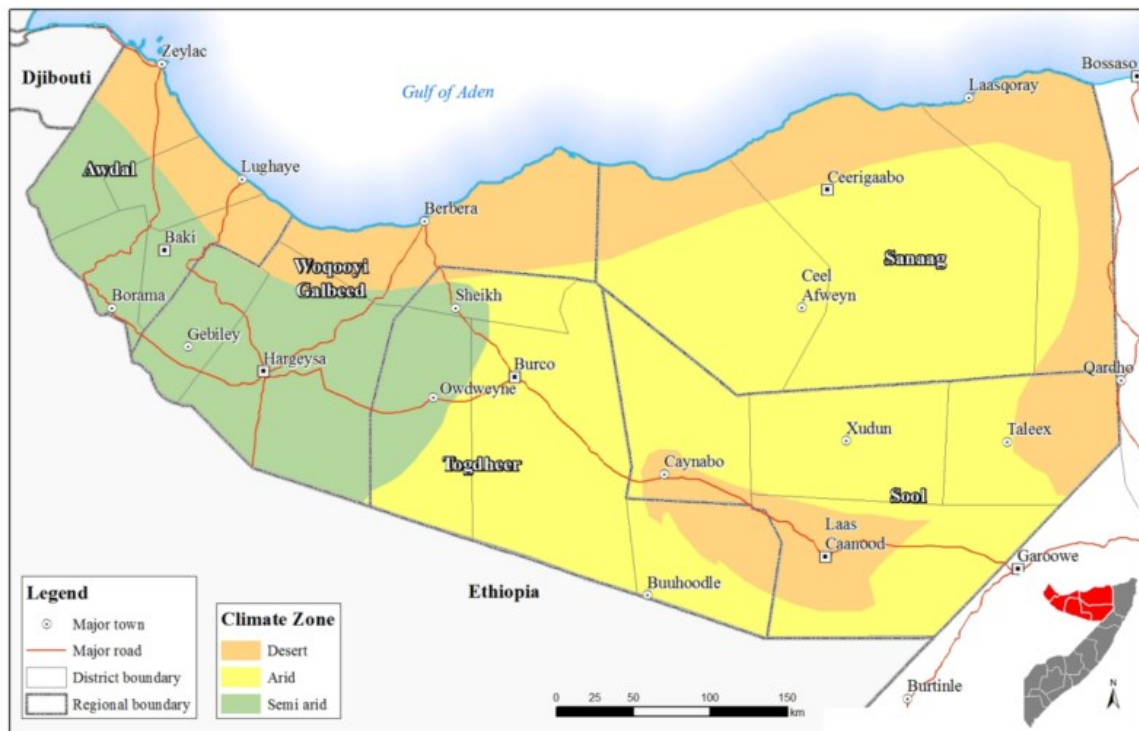 Zeylac
Djibouti
Bossaso
Gulf of Aden
Laasqoray
Awdal
Lughaye
Ceerigaabo
Berbera
Baki
Woqooyi
Galbeed
Sanaag
Ceel
Afweyn
Borama
Sheikh
Gebiley
Hargeysa
Burco
Qardho
Owdweyne
Xudun
Taleex
Togdheer
Caynabo
Sool
Laas
Caanood
Garoowe
Ethiopia
Buuhoodle
Burtinle
Legend
Major town
Major road
District boundary
Regional boundary
Climate Zone
Desert
Arid
Semi arid
0 25 50 100 150
km
N